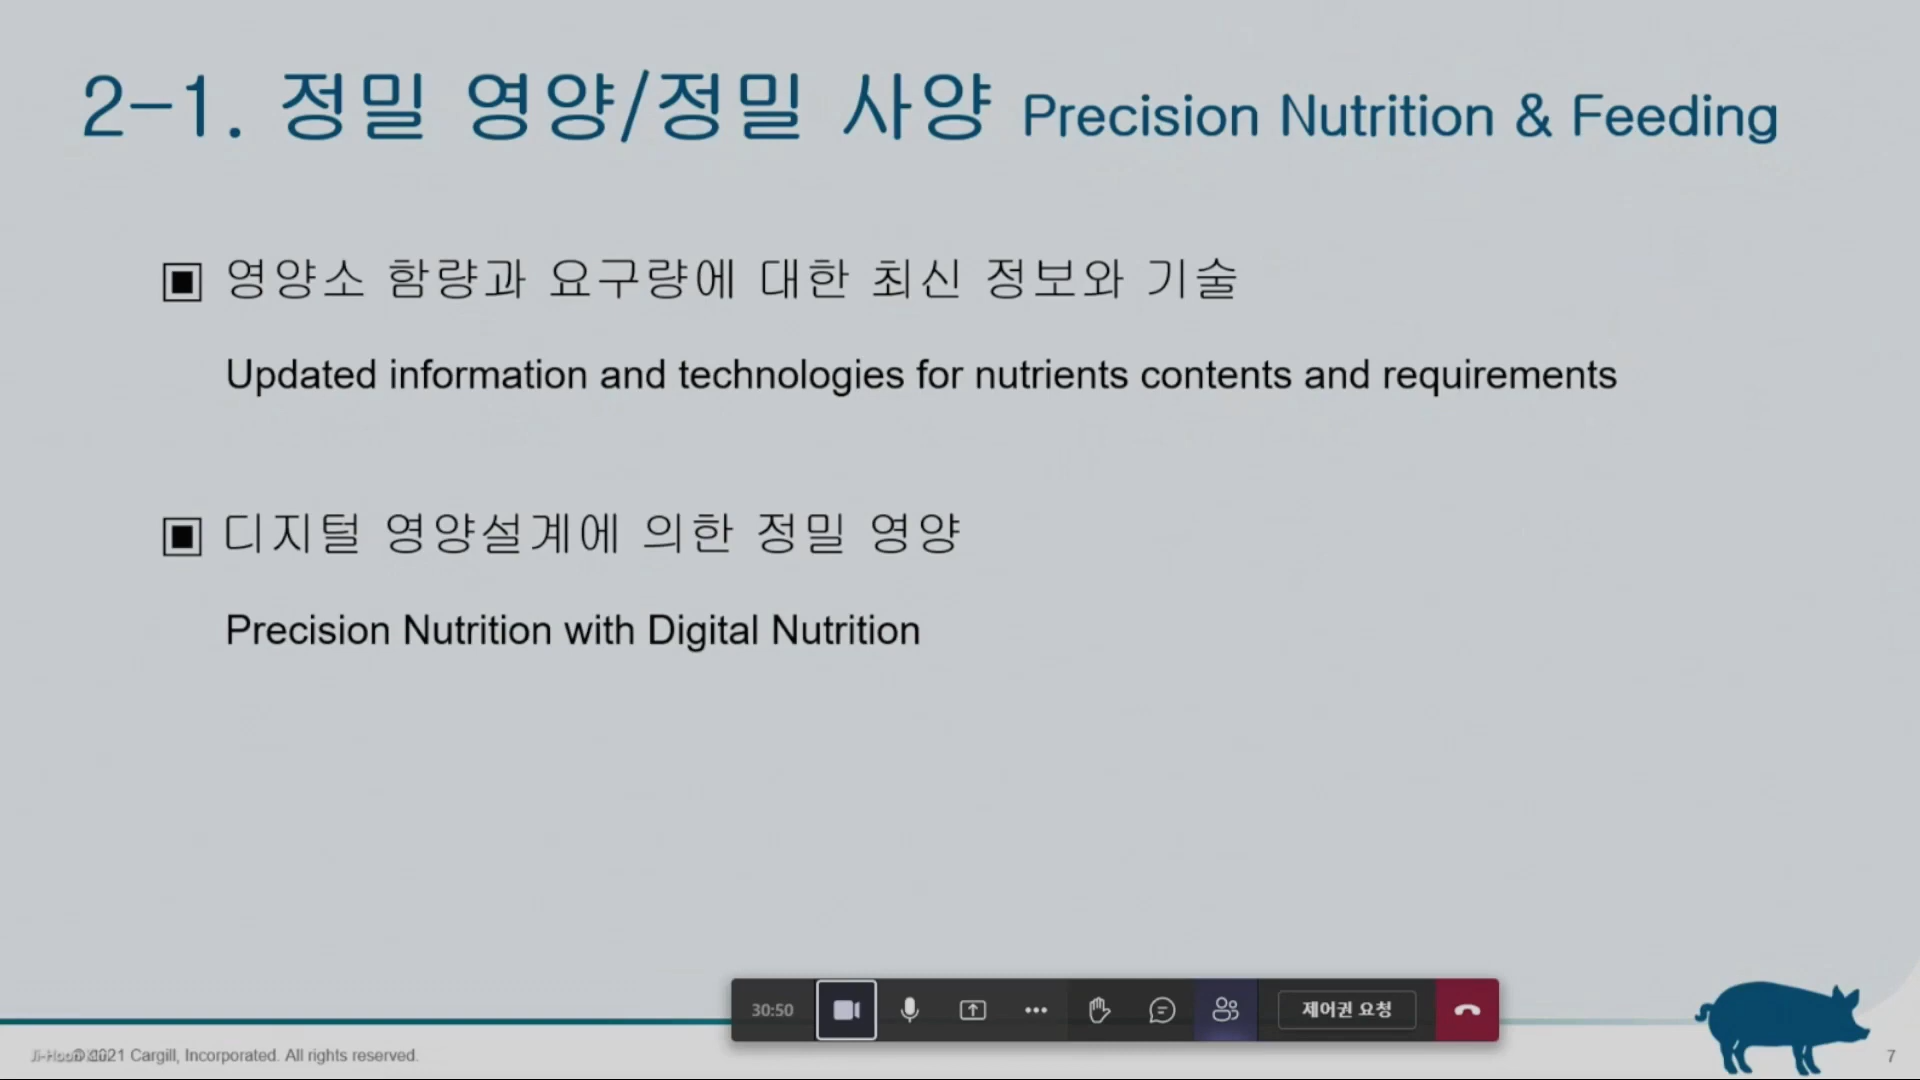 2-1. 정밀 영양/정밀 사양 Precision Nutrition & Feeding
▣ 영양소 함량과 요구량에 대한 최신 정보와 기술
Updated information and technologies for nutrients contents and requirements
▣ 디지털 영양설계에 의한 정밀 영양
Precision Nutrition with Digital Nutrition
30:50
제어권 요청
© 2021 Cargill, Incorporated. All rights reserved.
7